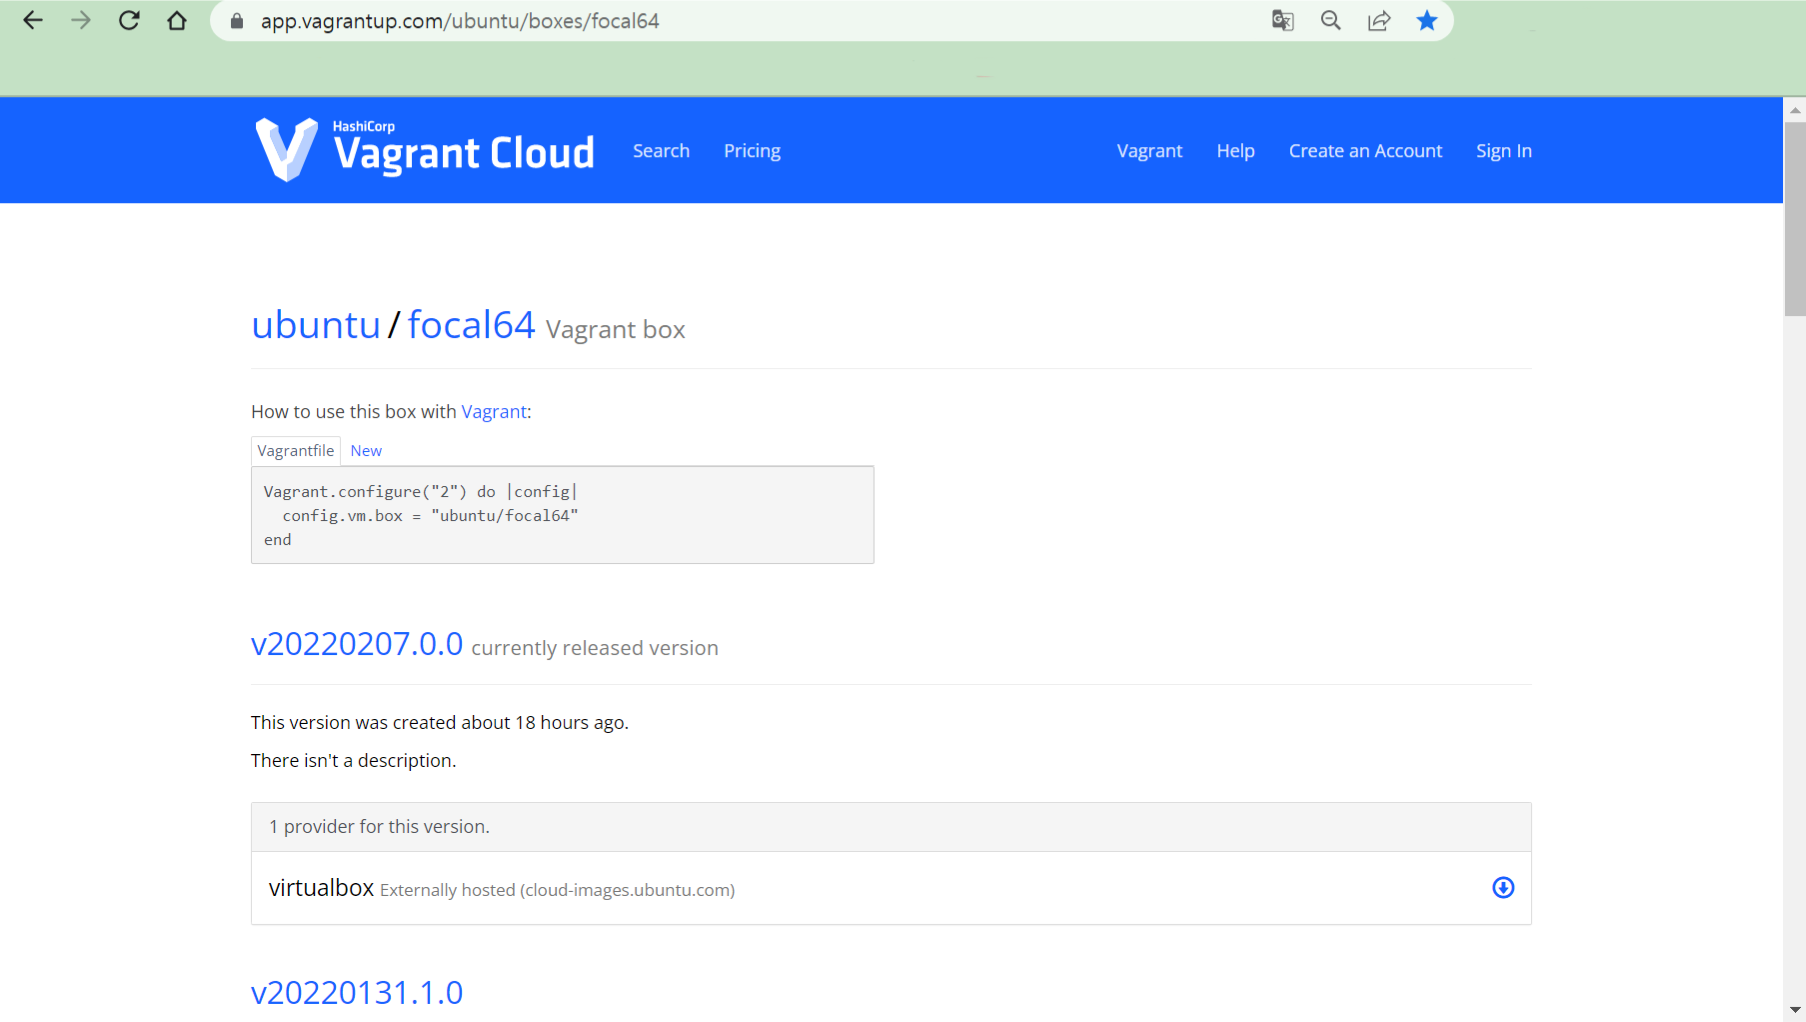 app.vagrantup.com/ubuntu/boxes/focal64
HashiCorp
Vagrant Cloud
Search
Pricing
Vagrant
Help
Create an Account
Sign In
ubuntu/focal64 Vagrant box
How to use this box with Vagrant:
Vagrantfile
New
Vagrant.configure("2") do |config|
  config.vm.box = "ubuntu/focal64"
end
v20220207.0.0 currently released version
This version was created about 18 hours ago.
There isn't a description.
1 provider for this version.
virtualbox Externally hosted (cloud-images.ubuntu.com)
v20220131.1.0